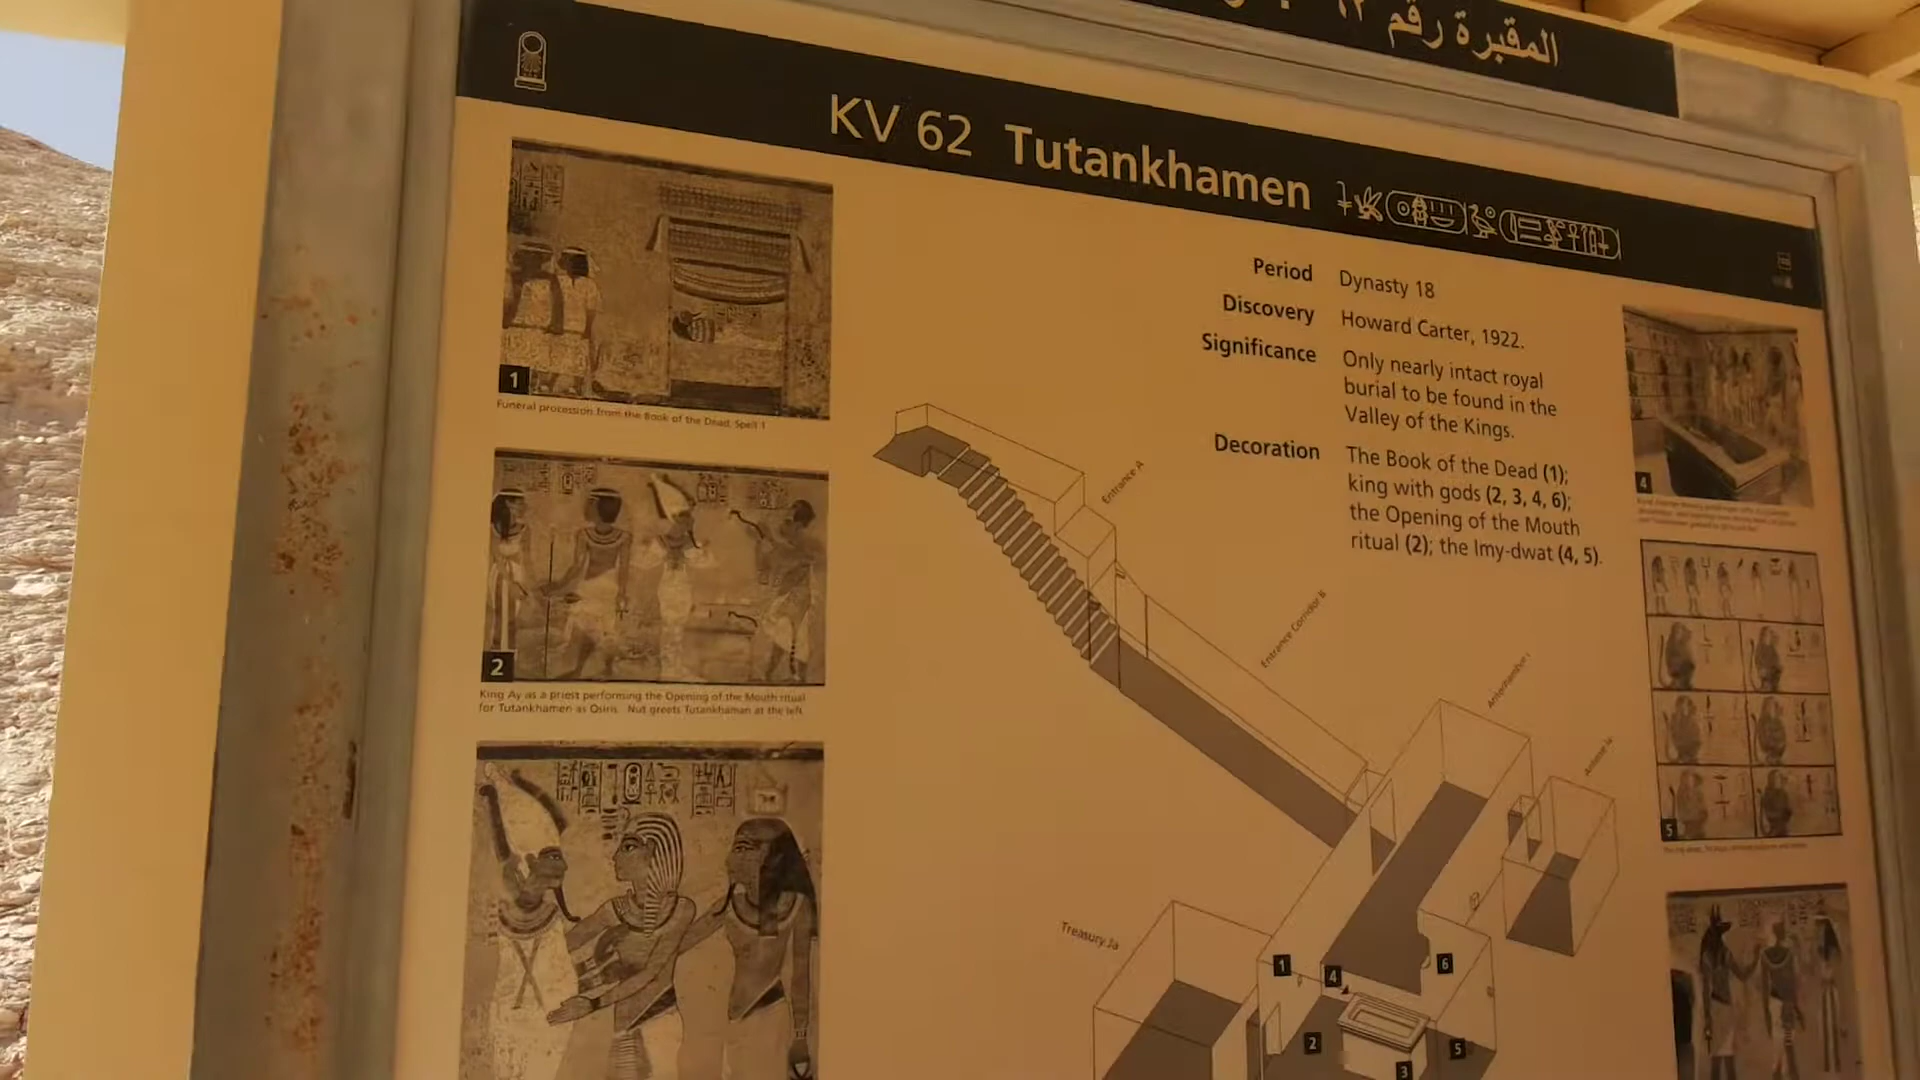 المقبرة رقم ٦٢
KV 62 Tutankhamen
Period Dynasty 18
Discovery Howard Carter, 1922.
Significance Only nearly intact royal
burial to be found in the
Valley of the Kings.
Decoration The Book of the Dead (1);
king with gods (2, 3, 4, 6);
the Opening of the Mouth
ritual (2); the Imy-dwat (4, 5).
1
Funeral procession from the Book of the Dead, Spell 1
2
King Ay as a priest performing the Opening of the Mouth ritual
for Tutankhamen as Osiris. Nut greets Tutankhamen at the left.
Entrance A
Entrance Corridor B
Antechamber I
Annexe Ia
Treasury Ja
1
4
6
2
5
3
4
5